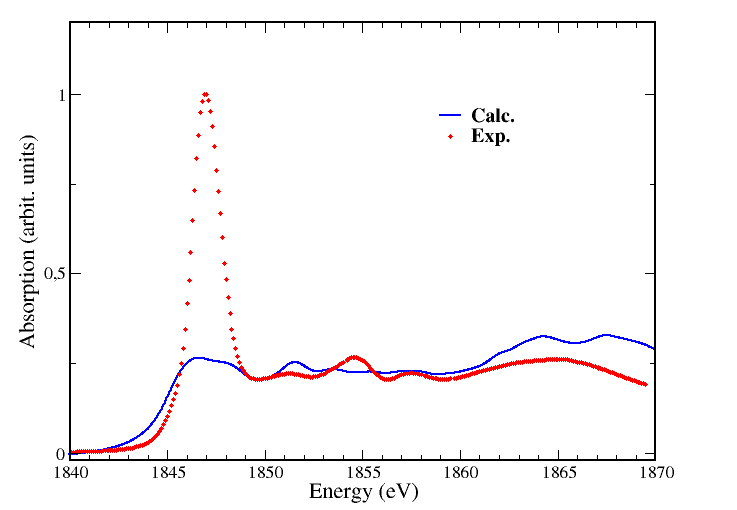 Absorption (arbit. units)
1
0,5
0
Calc.
Exp.
1840 1845 1850 1855 1860 1865 1870
Energy (eV)